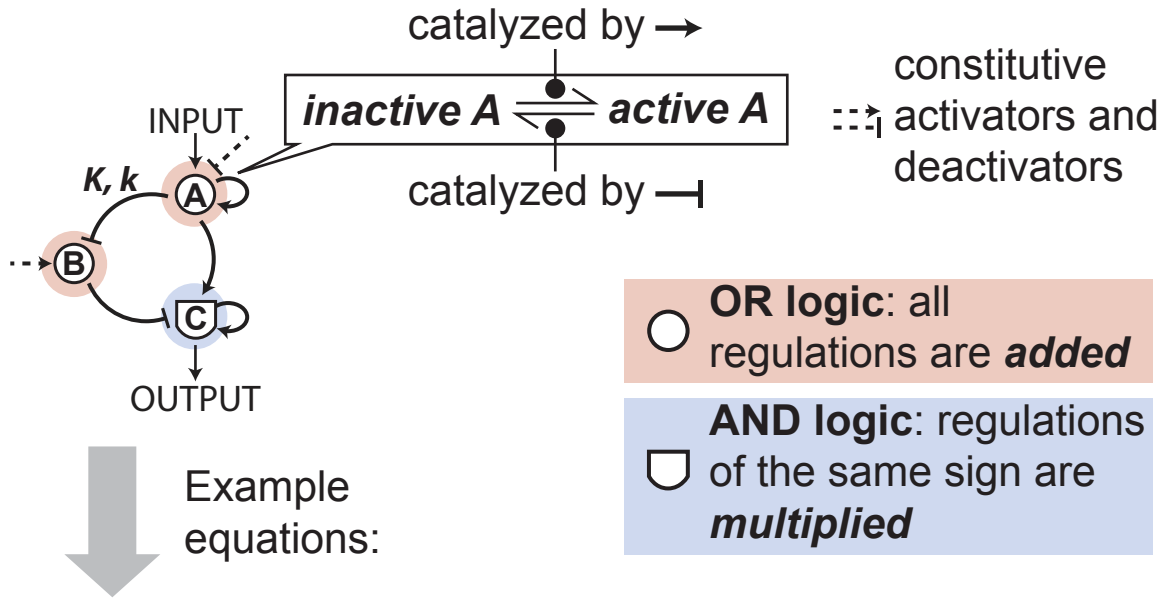 catalyzed by
inactive A
active A
catalyzed by
constitutive
activators and
deactivators
INPUT
K, k
A
B
C
OUTPUT
OR logic: all
regulations are added
AND logic: regulations
of the same sign are
multiplied
Example
equations: